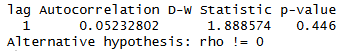 lag Autocorrelation D-W Statistic p-value
1 0.05232802 1.888574 0.446
Alternative hypothesis: rho != 0